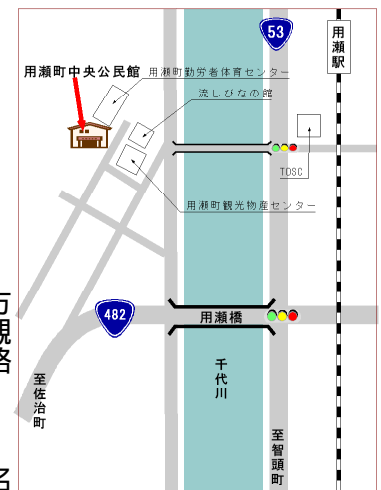 53
用瀬駅
用瀬町中央公民館
用瀬町勤労者体育センター
流しびなの館
TOSC
用瀬町観光物産センター
482
用瀬橋
千代川
至佐治町
至智頭町